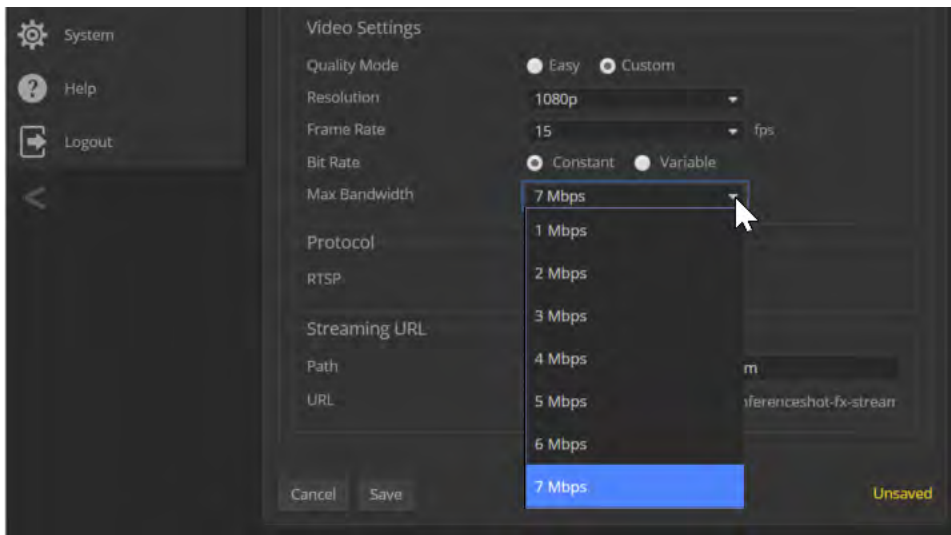 System
Help
Logout
Video Settings
Quality Mode Easy Custom
Resolution 1080p
Frame Rate 15 fps
Bit Rate Constant Variable
Max Bandwidth 7 Mbps
1 Mbps
Protocol
2 Mbps
RTSP
3 Mbps
Streaming URL
4 Mbps
Path m
URL nferenceshot-fx-stream
5 Mbps
6 Mbps
7 Mbps
Cancel Save Unsaved